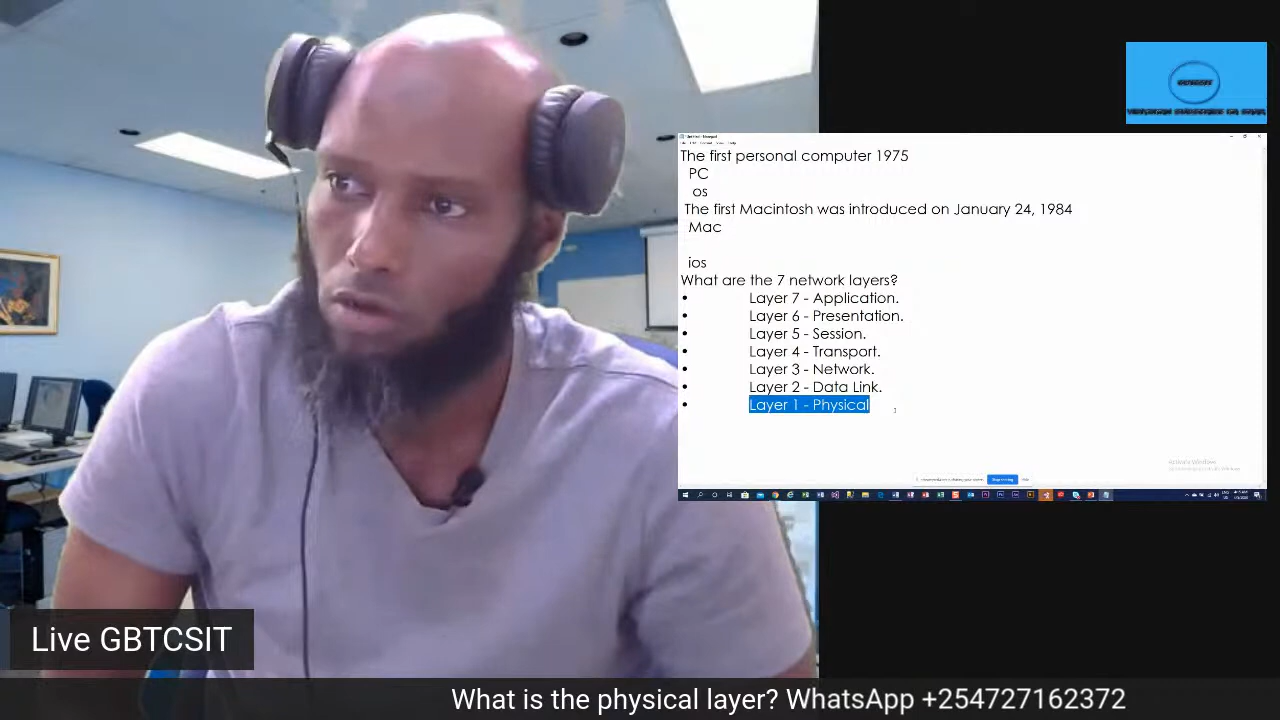 The first personal computer 1975
PC
os
The first Macintosh was introduced on January 24, 1984
Mac
ios
What are the 7 network layers?
• Layer 7 - Application.
• Layer 6 - Presentation.
• Layer 5 - Session.
• Layer 4 - Transport.
• Layer 3 - Network.
• Layer 2 - Data Link.
• Layer 1 - Physical
Activate Windows
Live GBTCSIT
What is the physical layer? WhatsApp +254727162372